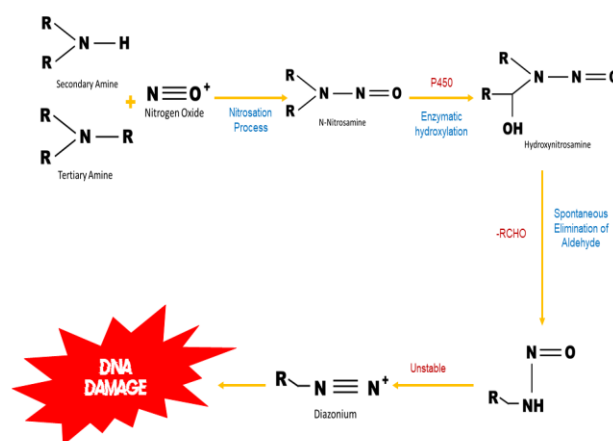 R
N — H
R
Secondary Amine
+
N≡O+
Nitrogen Oxide
R
N — R
R
Tertiary Amine
Nitrosation
Process
R
N — N=O
R
N-Nitrosamine
P450
Enzymatic
hydroxylation
R
N — N=O
R
OH
Hydroxynitrosamine
-RCHO
Spontaneous
Elimination of
Aldehyde
N=O
R NH
Unstable
R N≡N+
Diazonium
DNA
DAMAGE